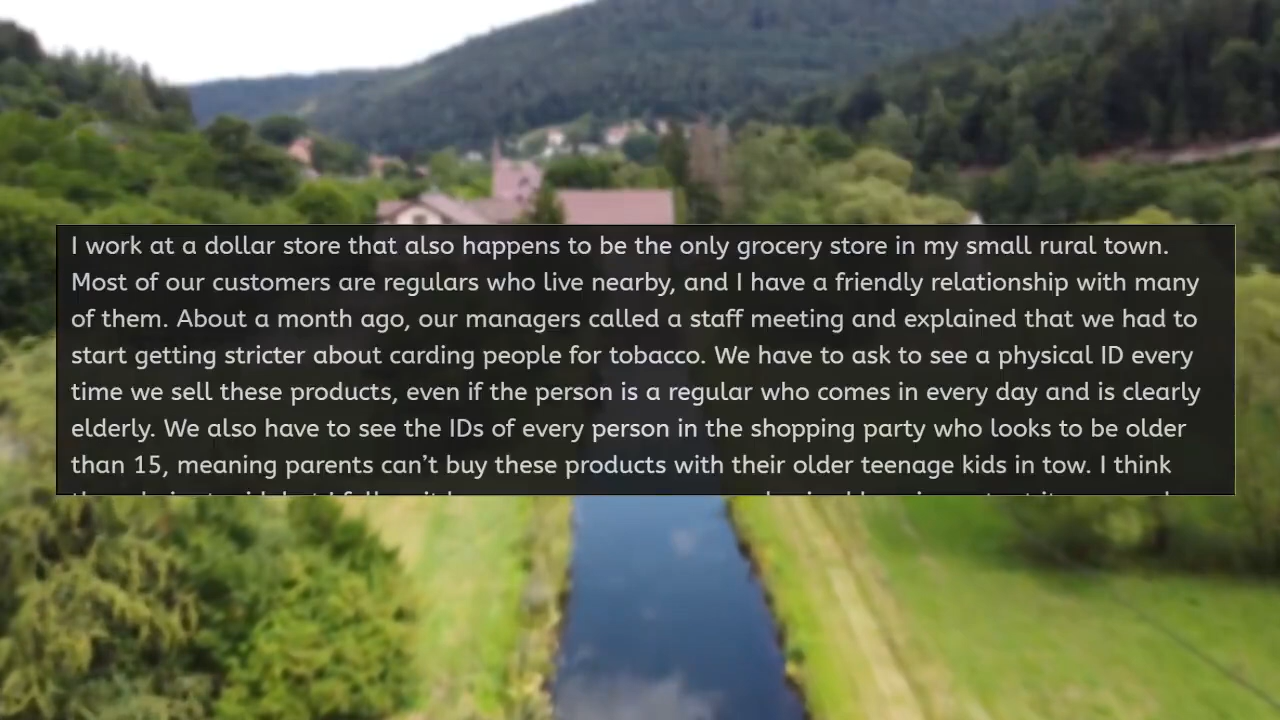 I work at a dollar store that also happens to be the only grocery store in my small rural town.
Most of our customers are regulars who live nearby, and I have a friendly relationship with many
of them. About a month ago, our managers called a staff meeting and explained that we had to
start getting stricter about carding people for tobacco. We have to ask to see a physical ID every
time we sell these products, even if the person is a regular who comes in every day and is clearly
elderly. We also have to see the IDs of every person in the shopping party who looks to be older
than 15, meaning parents can’t buy these products with their older teenage kids in tow. I think